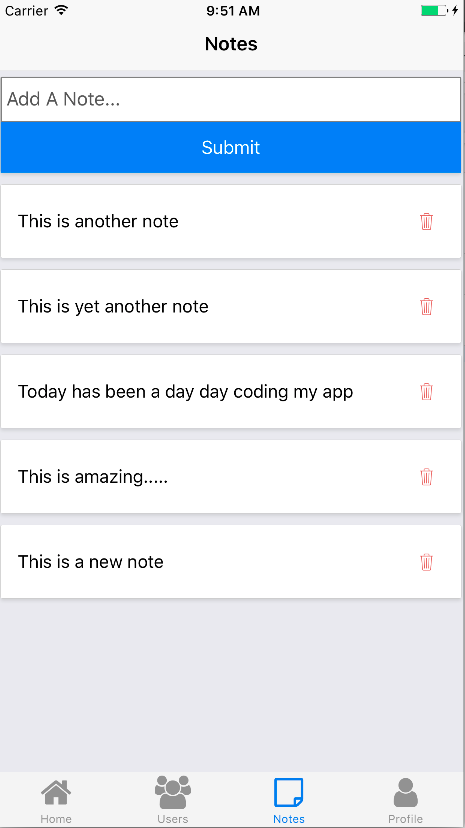 Carrier 9:51 AM
Notes
Add A Note...
Submit
This is another note
This is yet another note
Today has been a day day coding my app
This is amazing.....
This is a new note
Home Users Notes Profile